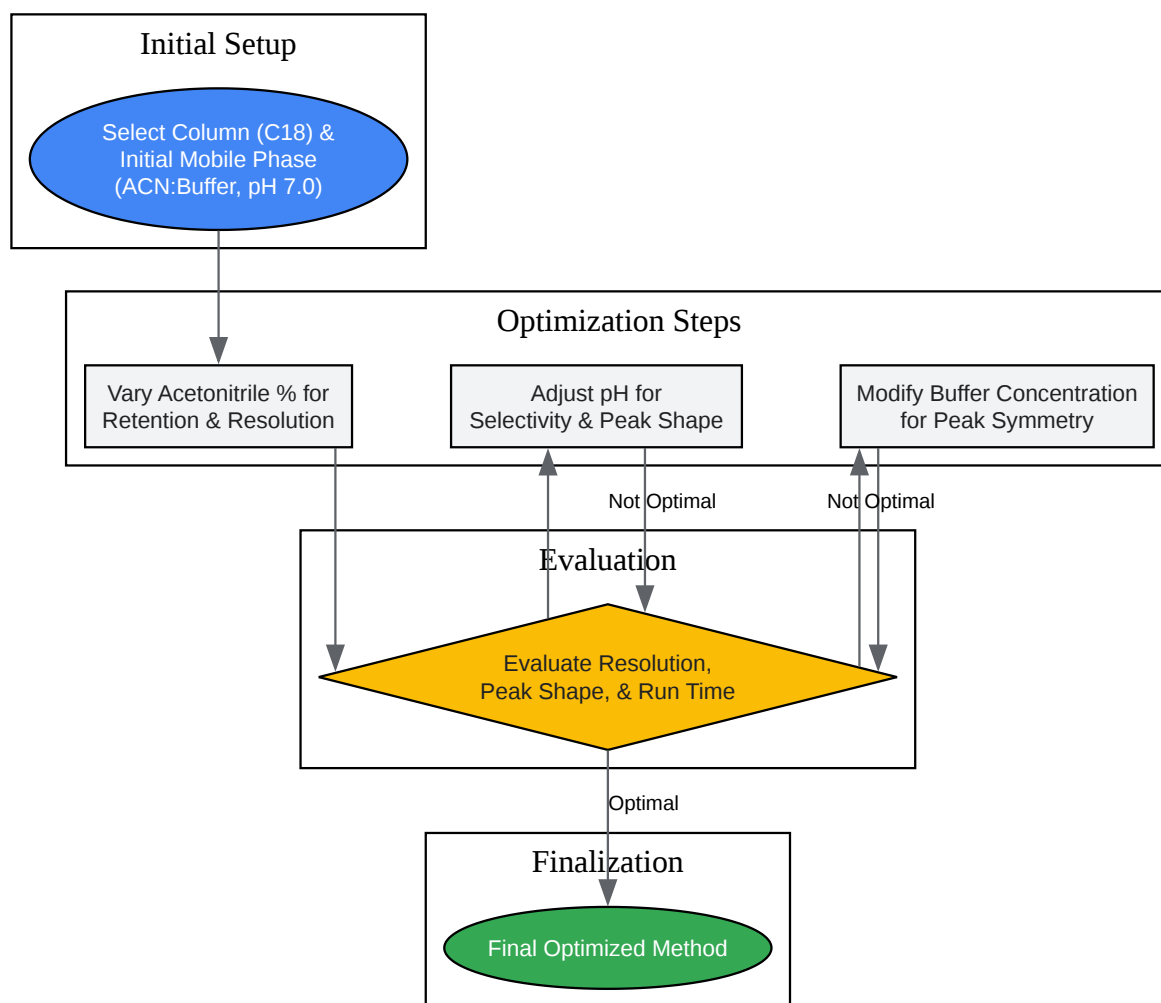 Initial Setup
Select Column (C18) &
Initial Mobile Phase
(ACN:Buffer, pH 7.0)
Optimization Steps
Vary Acetonitrile % for
Retention & Resolution
Adjust pH for
Selectivity & Peak Shape
Modify Buffer Concentration
for Peak Symmetry
Not Optimal
Not Optimal
Evaluation
Evaluate Resolution,
Peak Shape, & Run Time
Optimal
Finalization
Final Optimized Method